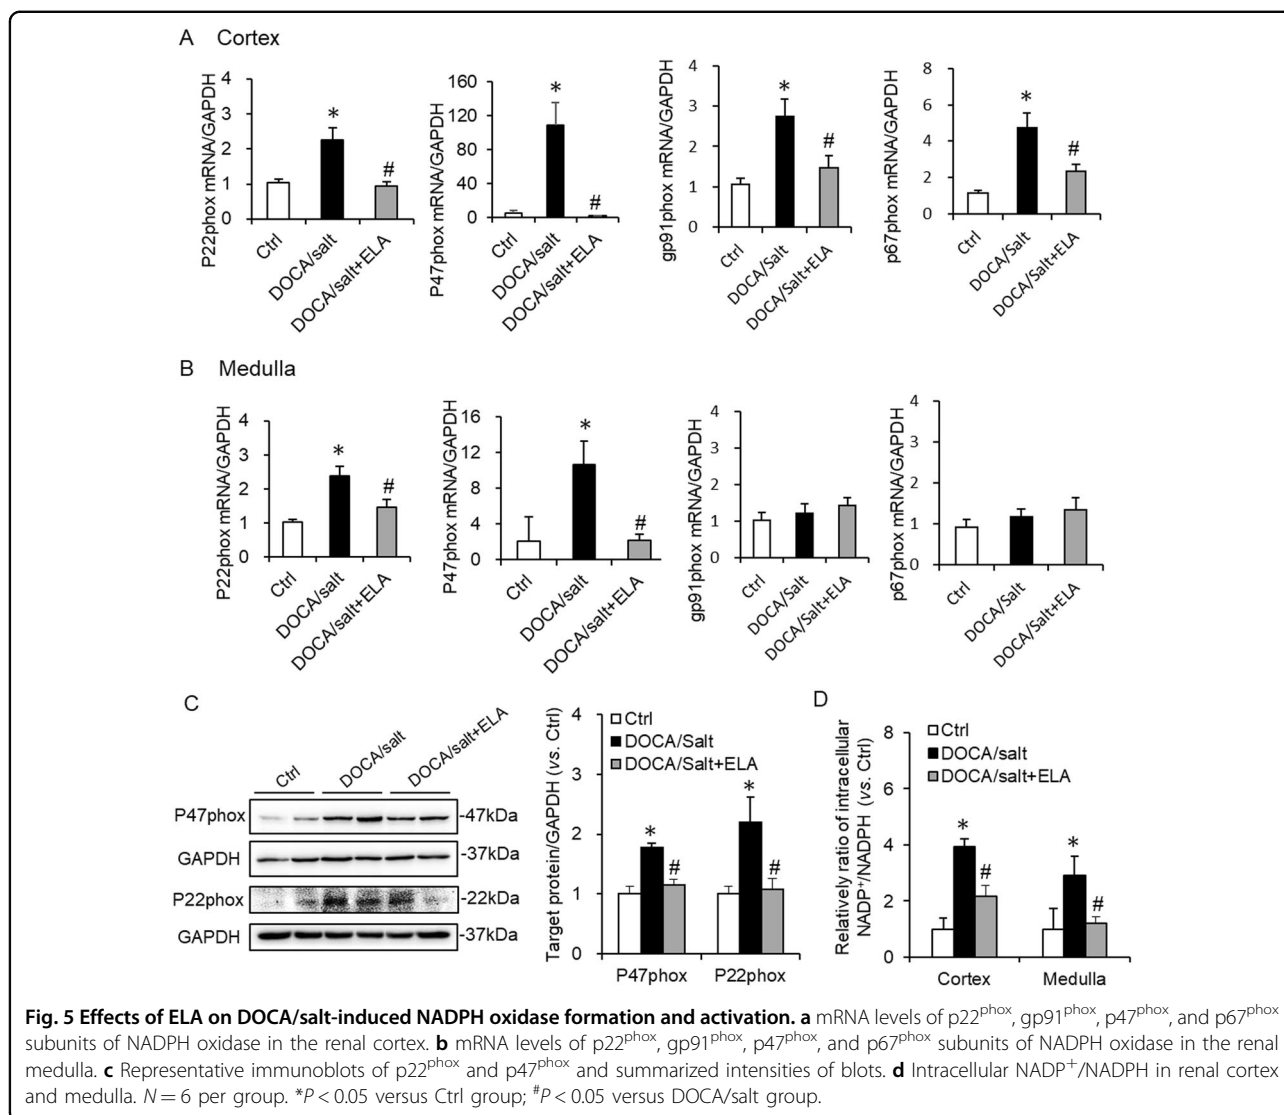 A Cortex
P22phox mRNA/GAPDH
4
3
2
1
0
*
#
Ctrl
DOCA/salt
DOCA/salt+ELA
P47phox mRNA/GAPDH
160
120
80
40
0
*
#
Ctrl
DOCA/salt
DOCA/salt+ELA
gp91phox mRNA/GAPDH
4
3
2
1
0
*
#
Ctrl
DOCA/Salt
DOCA/Salt+ELA
p67phox mRNA/GAPDH
8
6
4
2
0
*
#
Ctrl
DOCA/Salt
DOCA/Salt+ELA
B Medulla
P22phox mRNA/GAPDH
4
3
2
1
0
*
#
Ctrl
DOCA/salt
DOCA/salt+ELA
P47phox mRNA/GAPDH
16
12
8
4
0
*
#
Ctrl
DOCA/salt
DOCA/salt+ELA
gp91phox mRNA/GAPDH
4
3
2
1
0
Ctrl
DOCA/Salt
DOCA/Salt+ELA
p67phox mRNA/GAPDH
4
3
2
1
0
Ctrl
DOCA/Salt
DOCA/Salt+ELA
C
Ctrl
DOCA/salt
DOCA/salt+ELA
P47phox -47kDa
GAPDH -37kDa
P22phox -22kDa
GAPDH -37kDa
Target protein/GAPDH (vs. Ctrl)
4
3
2
1
0
Ctrl
DOCA/Salt
DOCA/Salt+ELA
*
#
*
#
P47phox P22phox
D
Relatively ratio of intracellular
NADP⁺/NADPH (vs. Ctrl)
8
6
4
2
0
Ctrl
DOCA/salt
DOCA/salt+ELA
*
#
*
#
Cortex Medulla
Fig. 5 Effects of ELA on DOCA/salt-induced NADPH oxidase formation and activation. a mRNA levels of p22phox, gp91phox, p47phox, and p67phox
subunits of NADPH oxidase in the renal cortex. b mRNA levels of p22phox, gp91phox, p47phox, and p67phox subunits of NADPH oxidase in the renal
medulla. c Representative immunoblots of p22phox and p47phox and summarized intensities of blots. d Intracellular NADP⁺/NADPH in renal cortex
and medulla. N = 6 per group. *P < 0.05 versus Ctrl group; #P < 0.05 versus DOCA/salt group.